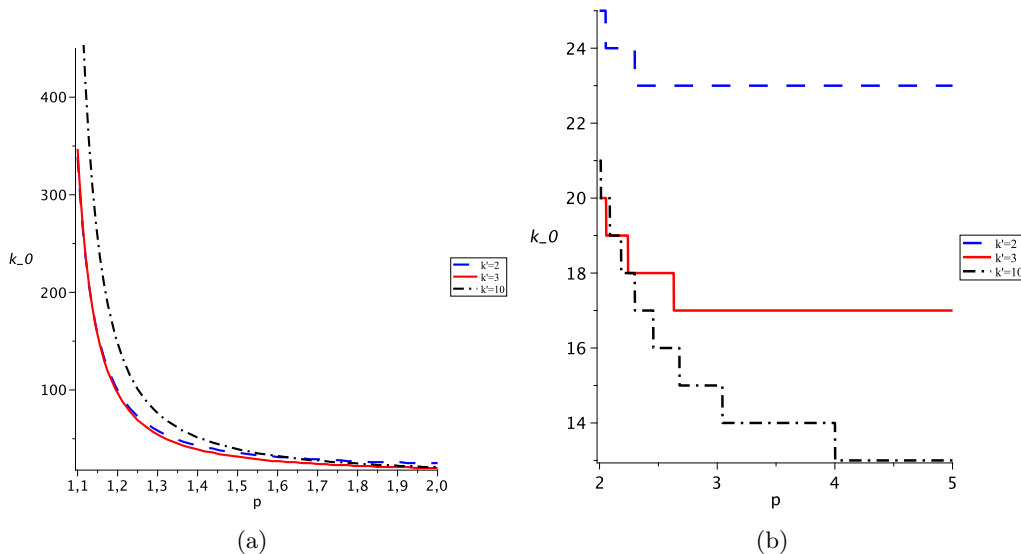 400
300
k_0
200
100
1,1 1,2 1,3 1,4 1,5 1,6 1,7 1,8 1,9 2,0
p
k'=2
k'=3
k'=10
(a)
24
22
20
k_0
18
16
14
2 3 4 5
p
k'=2
k'=3
k'=10
(b)